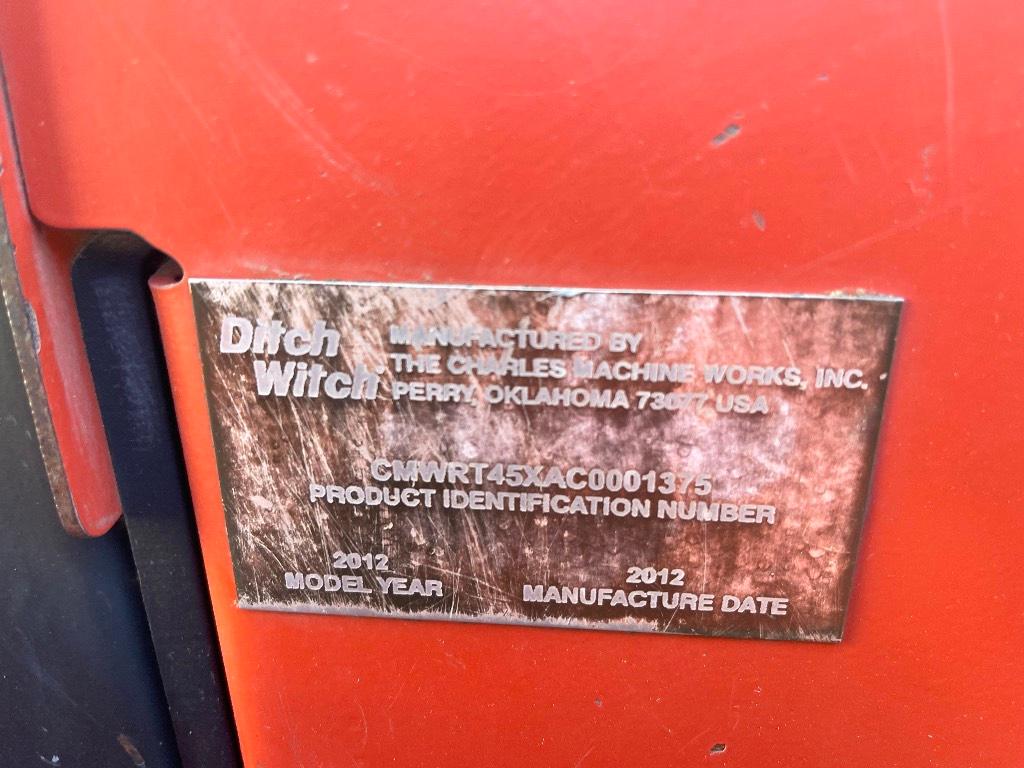 Ditch
Witch
MANUFACTURED BY
THE CHARLES MACHINE WORKS, INC.
PERRY, OKLAHOMA 73077 USA
CMWRT45XAC0001375
PRODUCT IDENTIFICATION NUMBER
2012
MODEL YEAR
2012
MANUFACTURE DATE